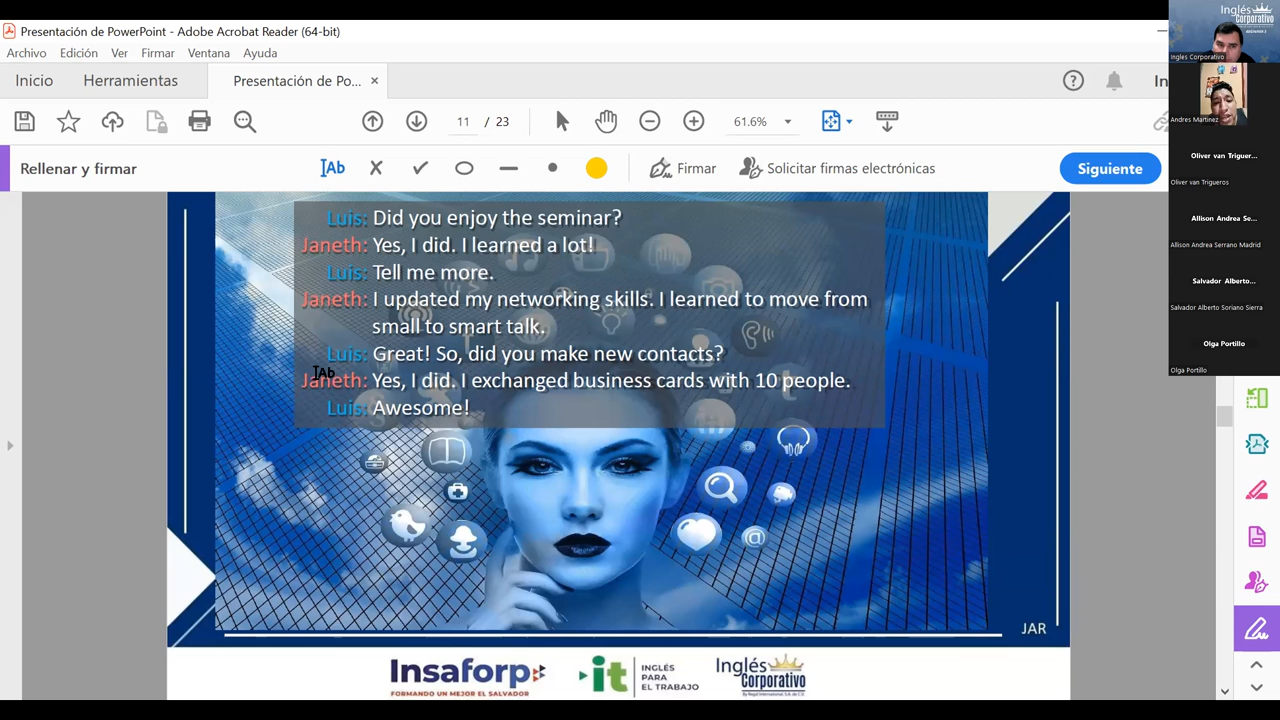 Presentación de PowerPoint - Adobe Acrobat Reader (64-bit)
Archivo Edición Ver Firmar Ventana Ayuda
Inicio Herramientas Presentación de Po... × In
11 / 23 61.6%
Rellenar y firmar Ab Firmar Solicitar firmas electrónicas Siguiente
Luis: Did you enjoy the seminar?
Janeth: Yes, I did. I learned a lot!
Luis: Tell me more.
Janeth: I updated my networking skills. I learned to move from
small to smart talk.
Luis: Great! So, did you make new contacts?
Janeth: Yes, I did. I exchanged business cards with 10 people.
Luis: Awesome!
Ab
JAR
Insaforp
FORMANDO UN MEJOR EL SALVADOR
it
INGLÉS
PARA
EL TRABAJO
Inglés
Corporativo
Inglés
Corporativo
Ingles Corporativo
Andres Martinez
Oliver van Triguer...
Oliver van Trigueros
Allison Andrea Se...
Allison Andrea Serrano Madrid
Salvador Alberto...
Salvador Alberto Soriano Sierra
Olga Portillo
Olga Portillo